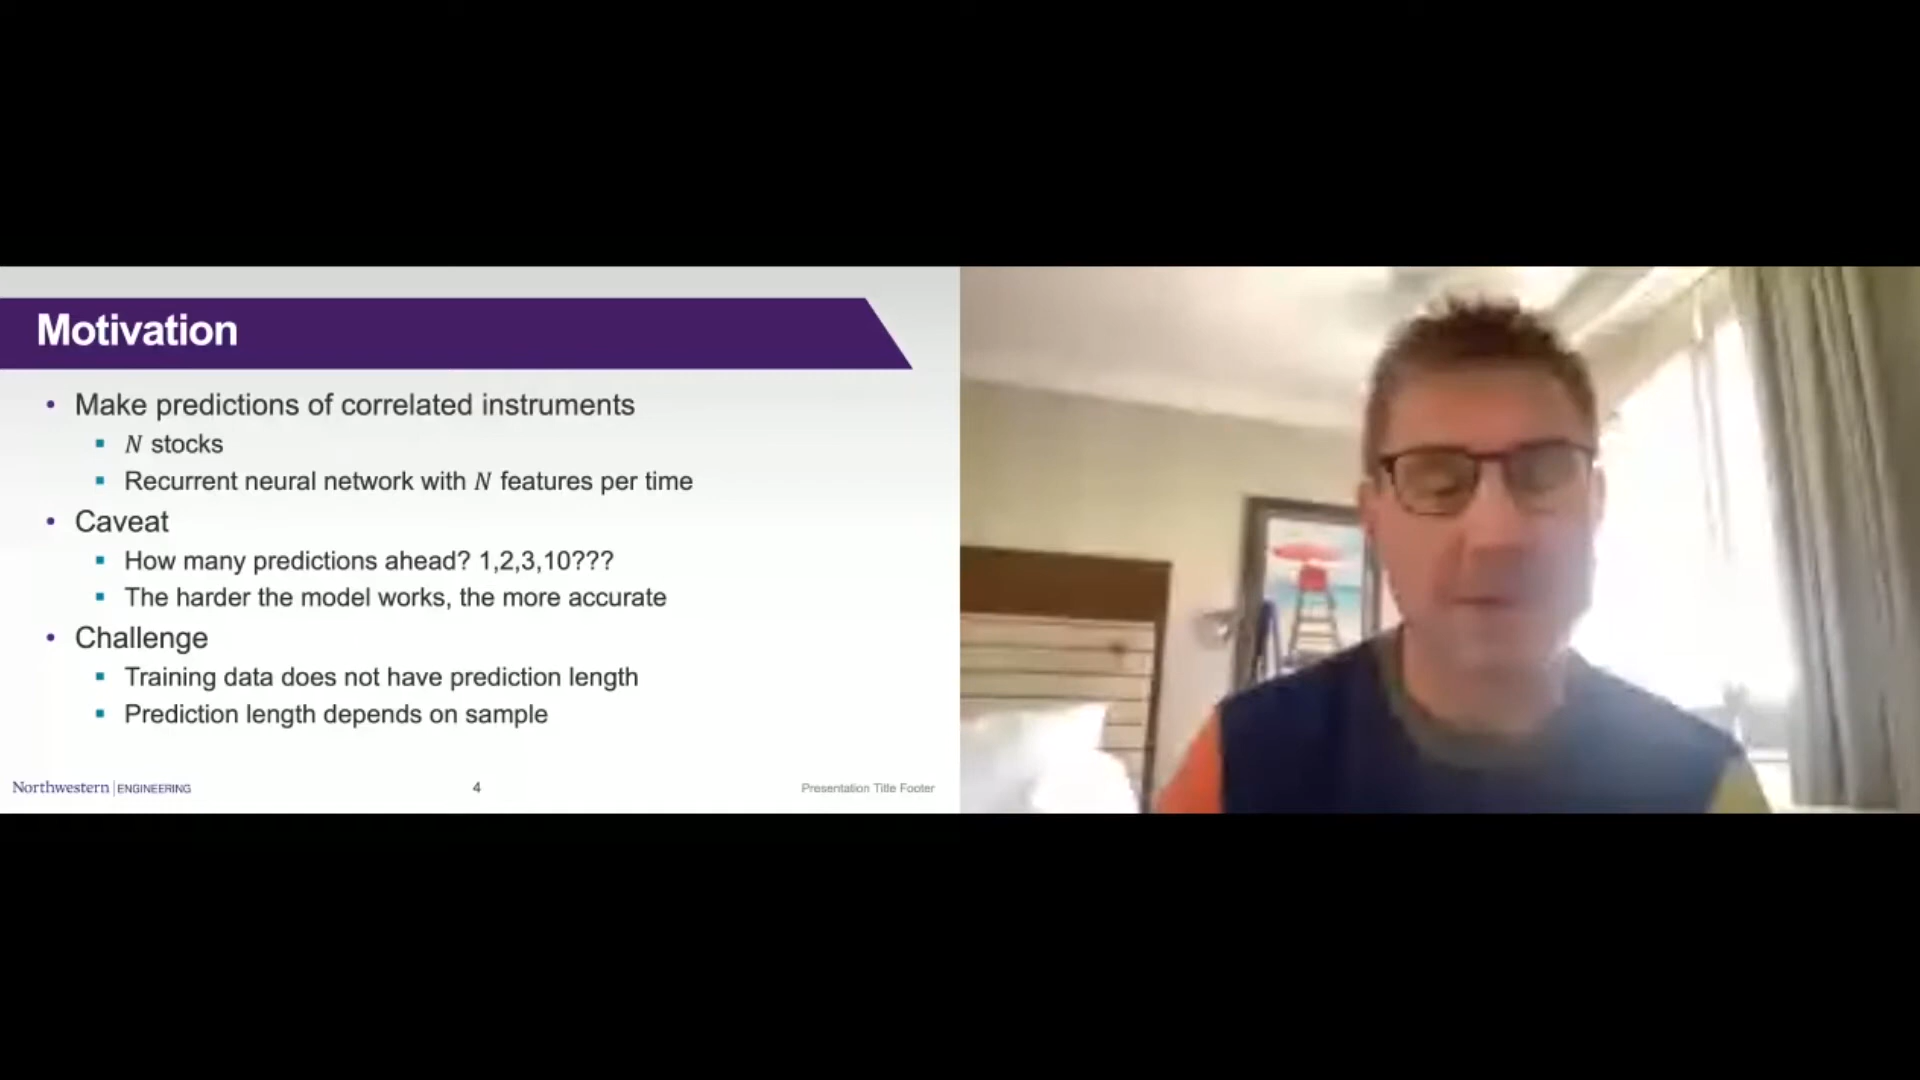 Motivation
• Make predictions of correlated instruments
▪ N stocks
▪ Recurrent neural network with N features per time
• Caveat
▪ How many predictions ahead? 1,2,3,10???
▪ The harder the model works, the more accurate
• Challenge
▪ Training data does not have prediction length
▪ Prediction length depends on sample
Northwestern | ENGINEERING
4
Presentation Title Footer